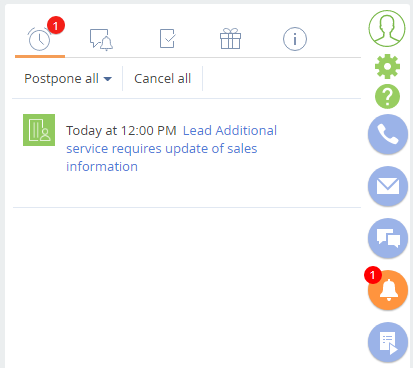 1
Postpone all Cancel all
Today at 12:00 PM Lead Additional
service requires update of sales
information
1